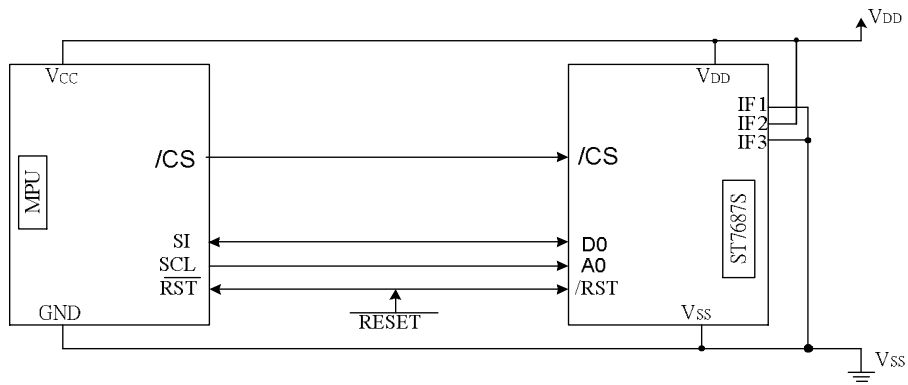 VDD
VCC
VDD
IF1
IF2
IF3
/CS
/CS
MPU
ST7687S
SI
D0
SCL
A0
RST
/RST
GND
RESET
VSS
VSS